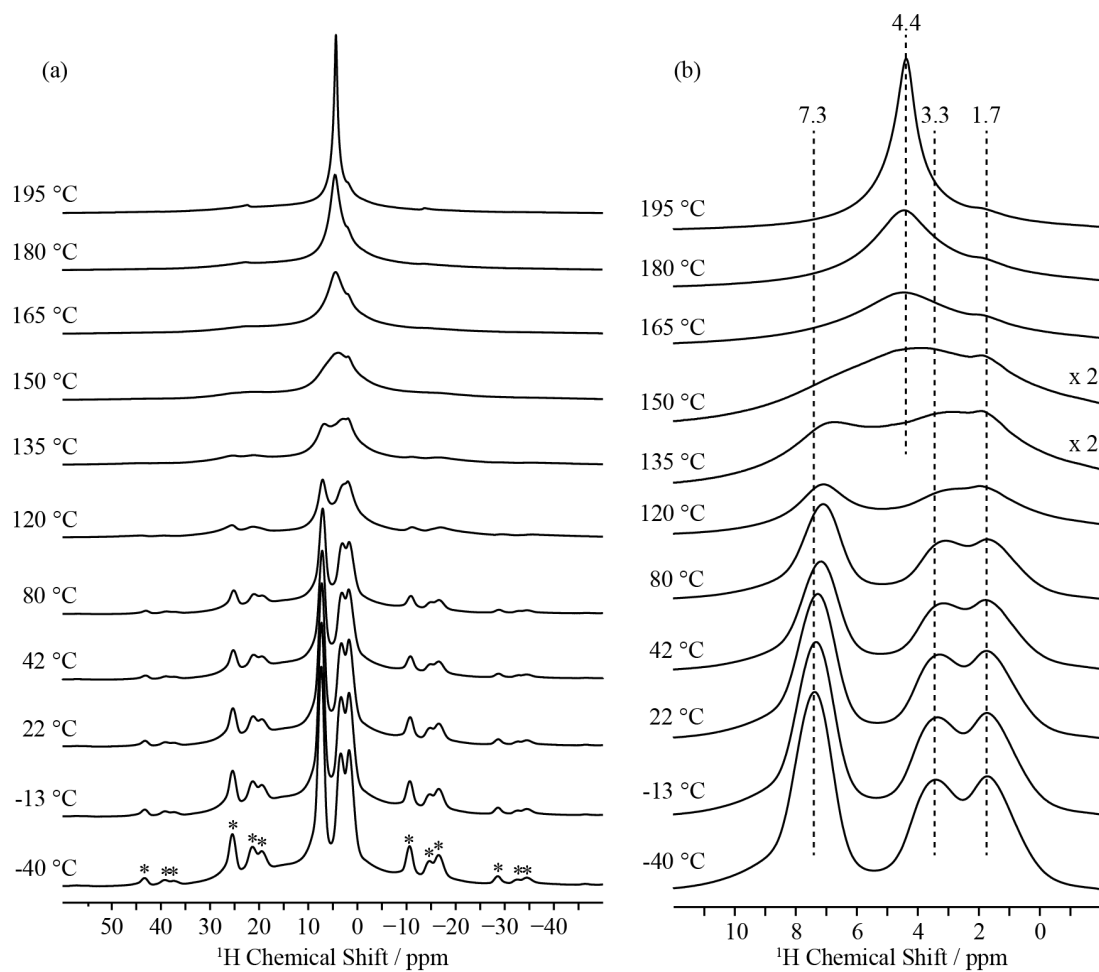 (a)
195 °C
180 °C
165 °C
150 °C
135 °C
120 °C
80 °C
42 °C
22 °C
-13 °C
-40 °C
* ** * ** * ** * **
50 40 30 20 10 0 −10 −20 −30 −40
¹H Chemical Shift / ppm
(b)
4.4
7.3 3.3 1.7
195 °C
180 °C
165 °C
150 °C x 2
135 °C x 2
120 °C
80 °C
42 °C
22 °C
-13 °C
-40 °C
10 8 6 4 2 0
¹H Chemical Shift / ppm